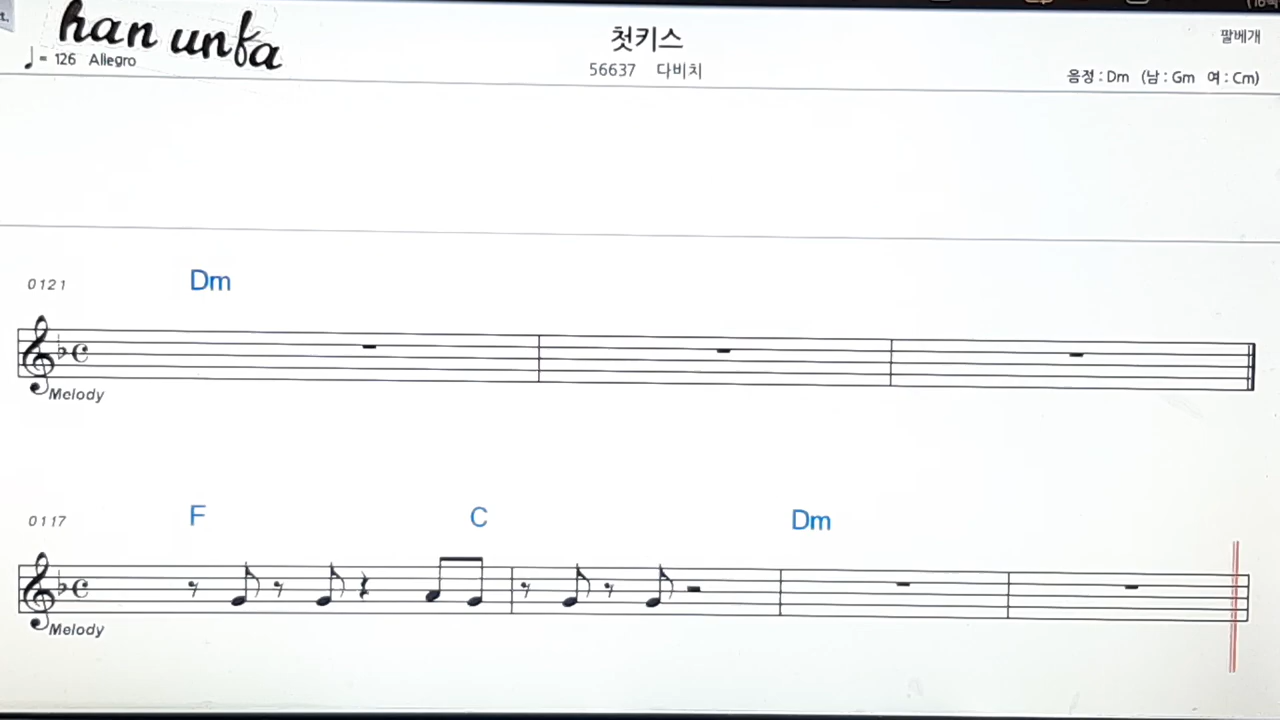 han unfa
첫키스
팔베개
♩ = 126 Allegro
56637 다비치
음정 : Dm (남 : Gm 여 : Cm)
0121
Dm
Melody
0117
F C Dm
Melody